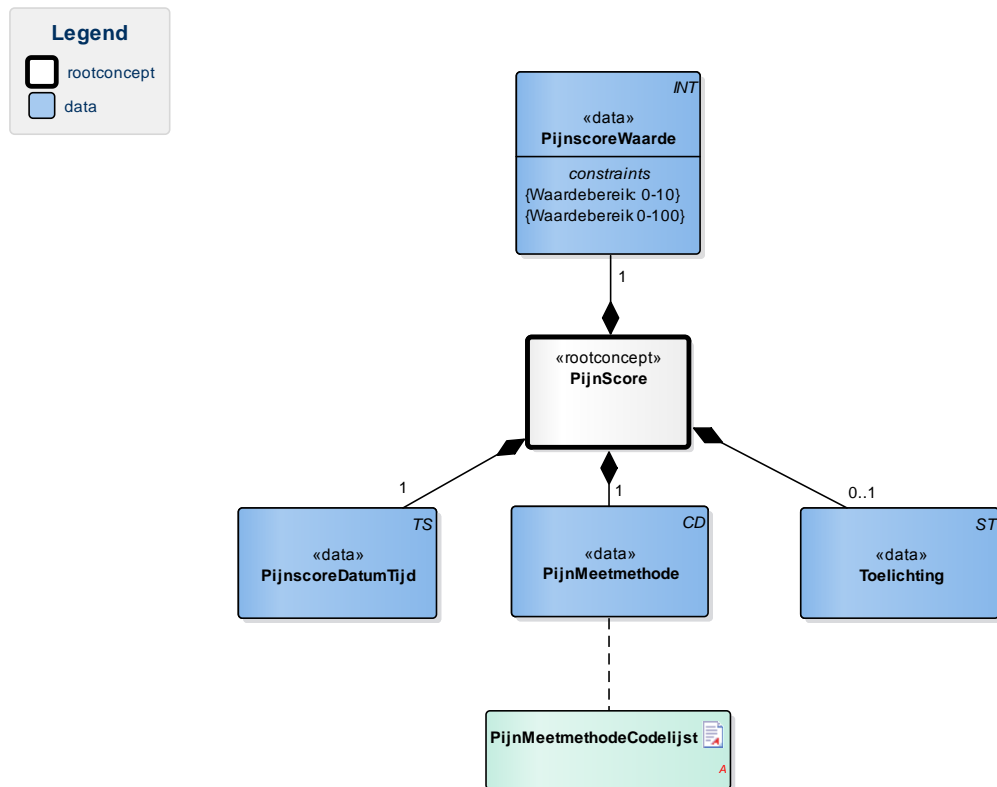 Legend
rootconcept
data
INT
«data»
PijnscoreWaarde
constraints
{Waardebereik: 0-10}
{Waardebereik 0-100}
1
«rootconcept»
PijnScore
1
1
0..1
TS
«data»
PijnscoreDatumTijd
CD
«data»
PijnMeetmethode
ST
«data»
Toelichting
PijnMeetmethodeCodelijst
A